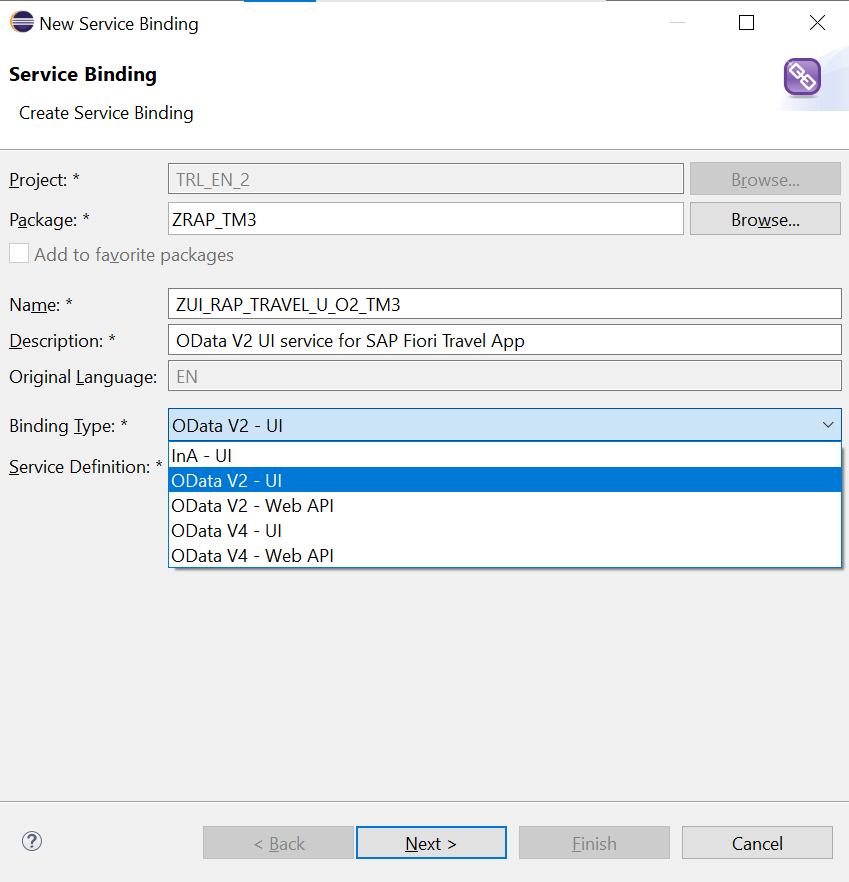 New Service Binding
Service Binding
Create Service Binding
Project: * TRL_EN_2 Browse...
Package: * ZRAP_TM3 Browse...
Add to favorite packages
Name: * ZUI_RAP_TRAVEL_U_O2_TM3
Description: * OData V2 UI service for SAP Fiori Travel App
Original Language: EN
Binding Type: * OData V2 - UI
InA - UI
Service Definition: *
OData V2 - UI
OData V2 - Web API
OData V4 - UI
OData V4 - Web API
? < Back Next > Finish Cancel